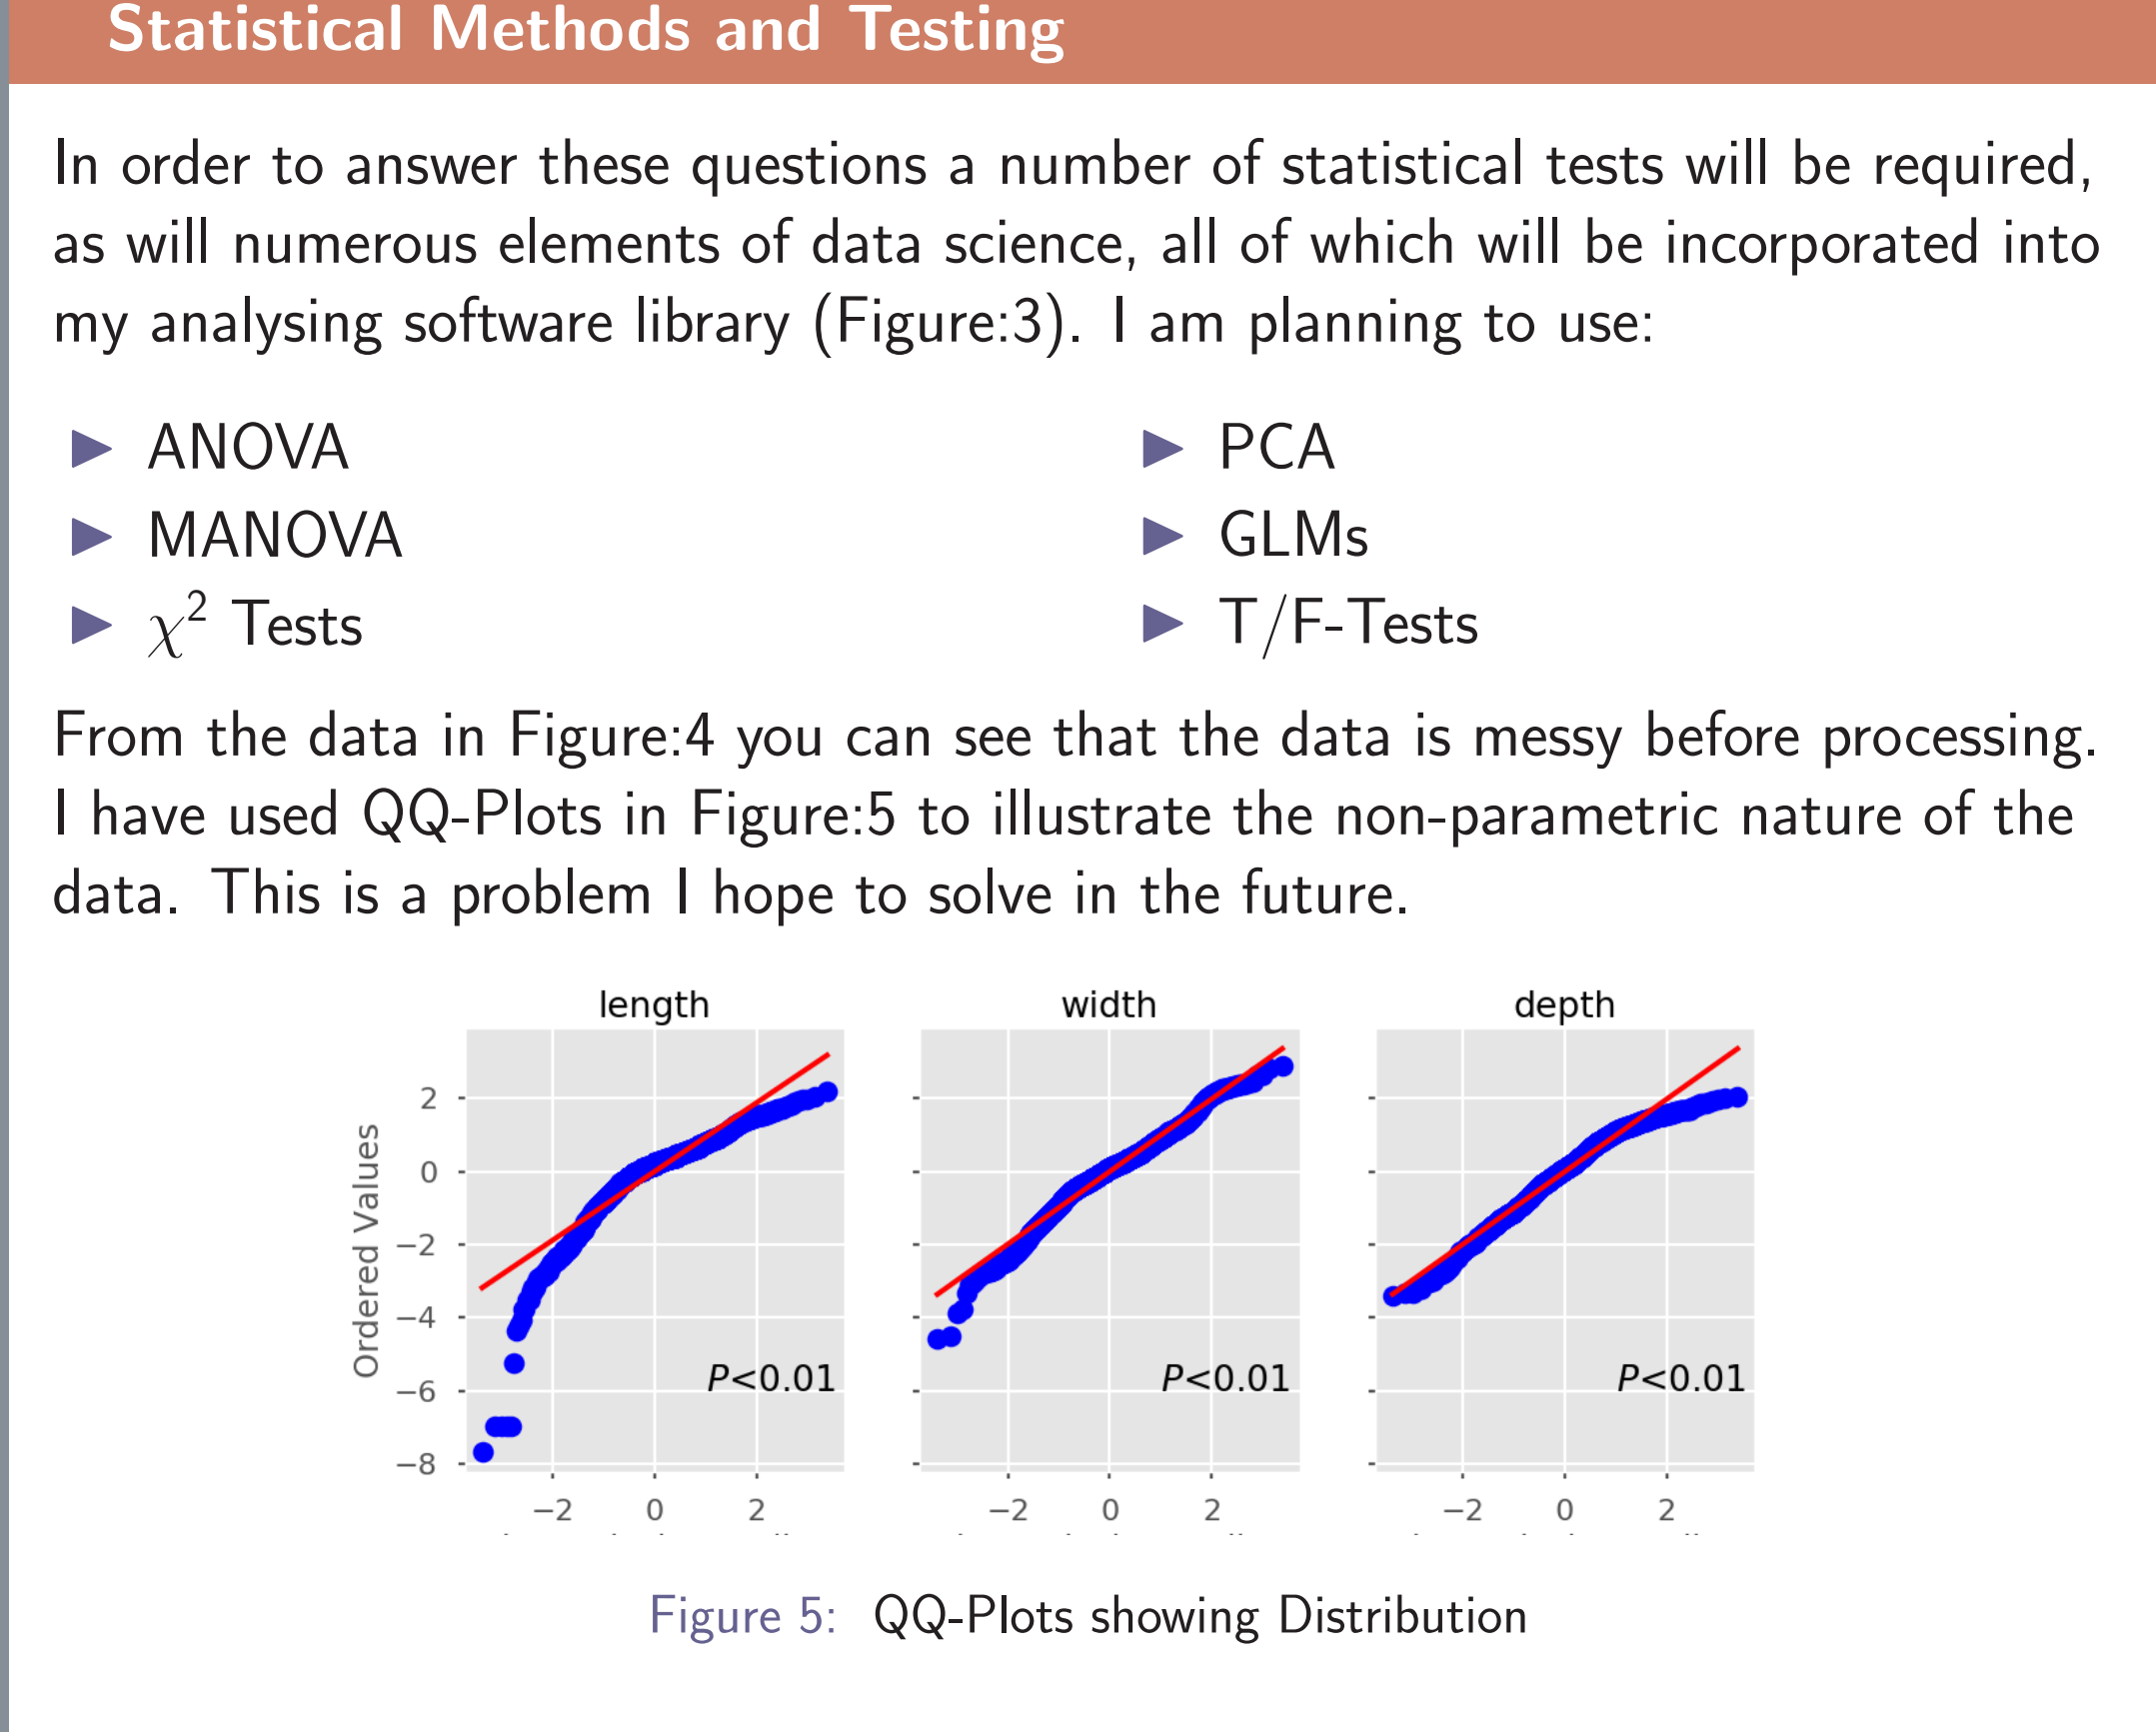 Statistical Methods and Testing
In order to answer these questions a number of statistical tests will be required,
as will numerous elements of data science, all of which will be incorporated into
my analysing software library (Figure:3). I am planning to use:
▶ ANOVA
▶ MANOVA
▶ χ² Tests
▶ PCA
▶ GLMs
▶ T/F-Tests
From the data in Figure:4 you can see that the data is messy before processing.
I have used QQ-Plots in Figure:5 to illustrate the non-parametric nature of the
data. This is a problem I hope to solve in the future.
length
width
depth
Ordered Values
2
0
−2
−4
−6
−8
P<0.01
P<0.01
P<0.01
−2 0 2
−2 0 2
−2 0 2
Figure 5: QQ-Plots showing Distribution